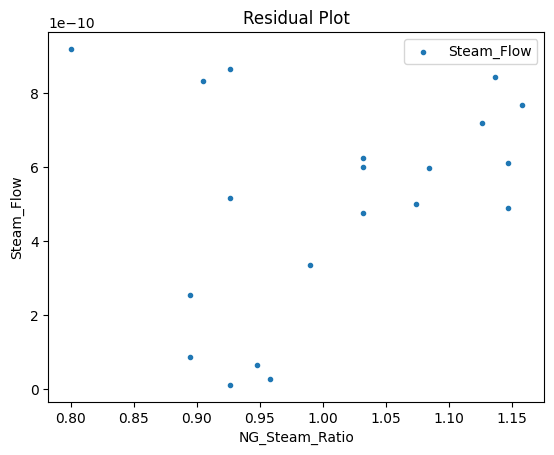 Residual Plot
1e−10
Steam_Flow
8
6
4
2
0
Steam_Flow
0.80 0.85 0.90 0.95 1.00 1.05 1.10 1.15
NG_Steam_Ratio